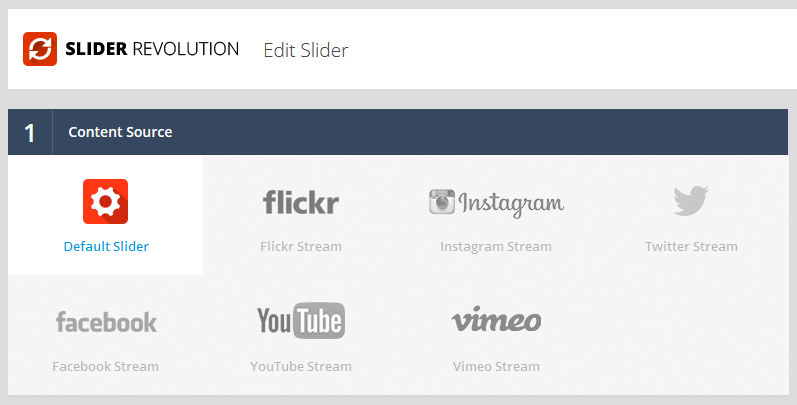 SLIDER REVOLUTION Edit Slider
1 Content Source
flickr Instagram
Default Slider Flickr Stream Instagram Stream Twitter Stream
facebook YouTube vimeo
Facebook Stream YouTube Stream Vimeo Stream